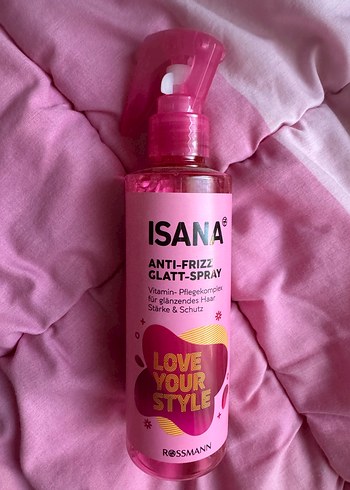 ISANA
ANTI-FRIZZ
GLATT-SPRAY
Vitamin- Pflegekomplex
für glänzendes Haar
Stärke & Schutz
LOVE
YOUR
STYLE
ROSSMANN